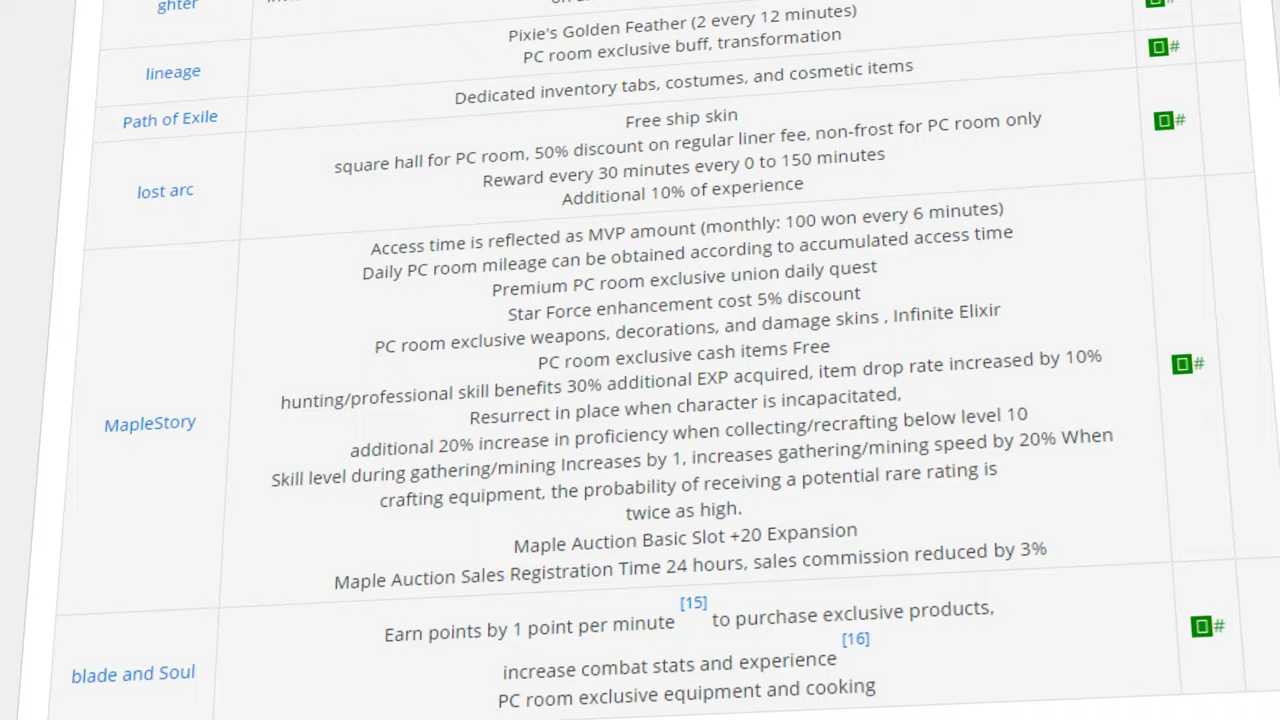 ghter
lineage
Pixie's Golden Feather (2 every 12 minutes)
PC room exclusive buff, transformation
#
Path of Exile
Dedicated inventory tabs, costumes, and cosmetic items
#
lost arc
Free ship skin
square hall for PC room, 50% discount on regular liner fee, non-frost for PC room only
Reward every 30 minutes every 0 to 150 minutes
Additional 10% of experience
#
MapleStory
Access time is reflected as MVP amount (monthly: 100 won every 6 minutes)
Daily PC room mileage can be obtained according to accumulated access time
Premium PC room exclusive union daily quest
Star Force enhancement cost 5% discount
PC room exclusive weapons, decorations, and damage skins , Infinite Elixir
PC room exclusive cash items Free
hunting/professional skill benefits 30% additional EXP acquired, item drop rate increased by 10%
Resurrect in place when character is incapacitated,
additional 20% increase in proficiency when collecting/recrafting below level 10
Skill level during gathering/mining Increases by 1, increases gathering/mining speed by 20% When
crafting equipment, the probability of receiving a potential rare rating is
twice as high.
Maple Auction Basic Slot +20 Expansion
Maple Auction Sales Registration Time 24 hours, sales commission reduced by 3%
#
blade and Soul
Earn points by 1 point per minute [15] to purchase exclusive products,
increase combat stats and experience [16]
PC room exclusive equipment and cooking
#